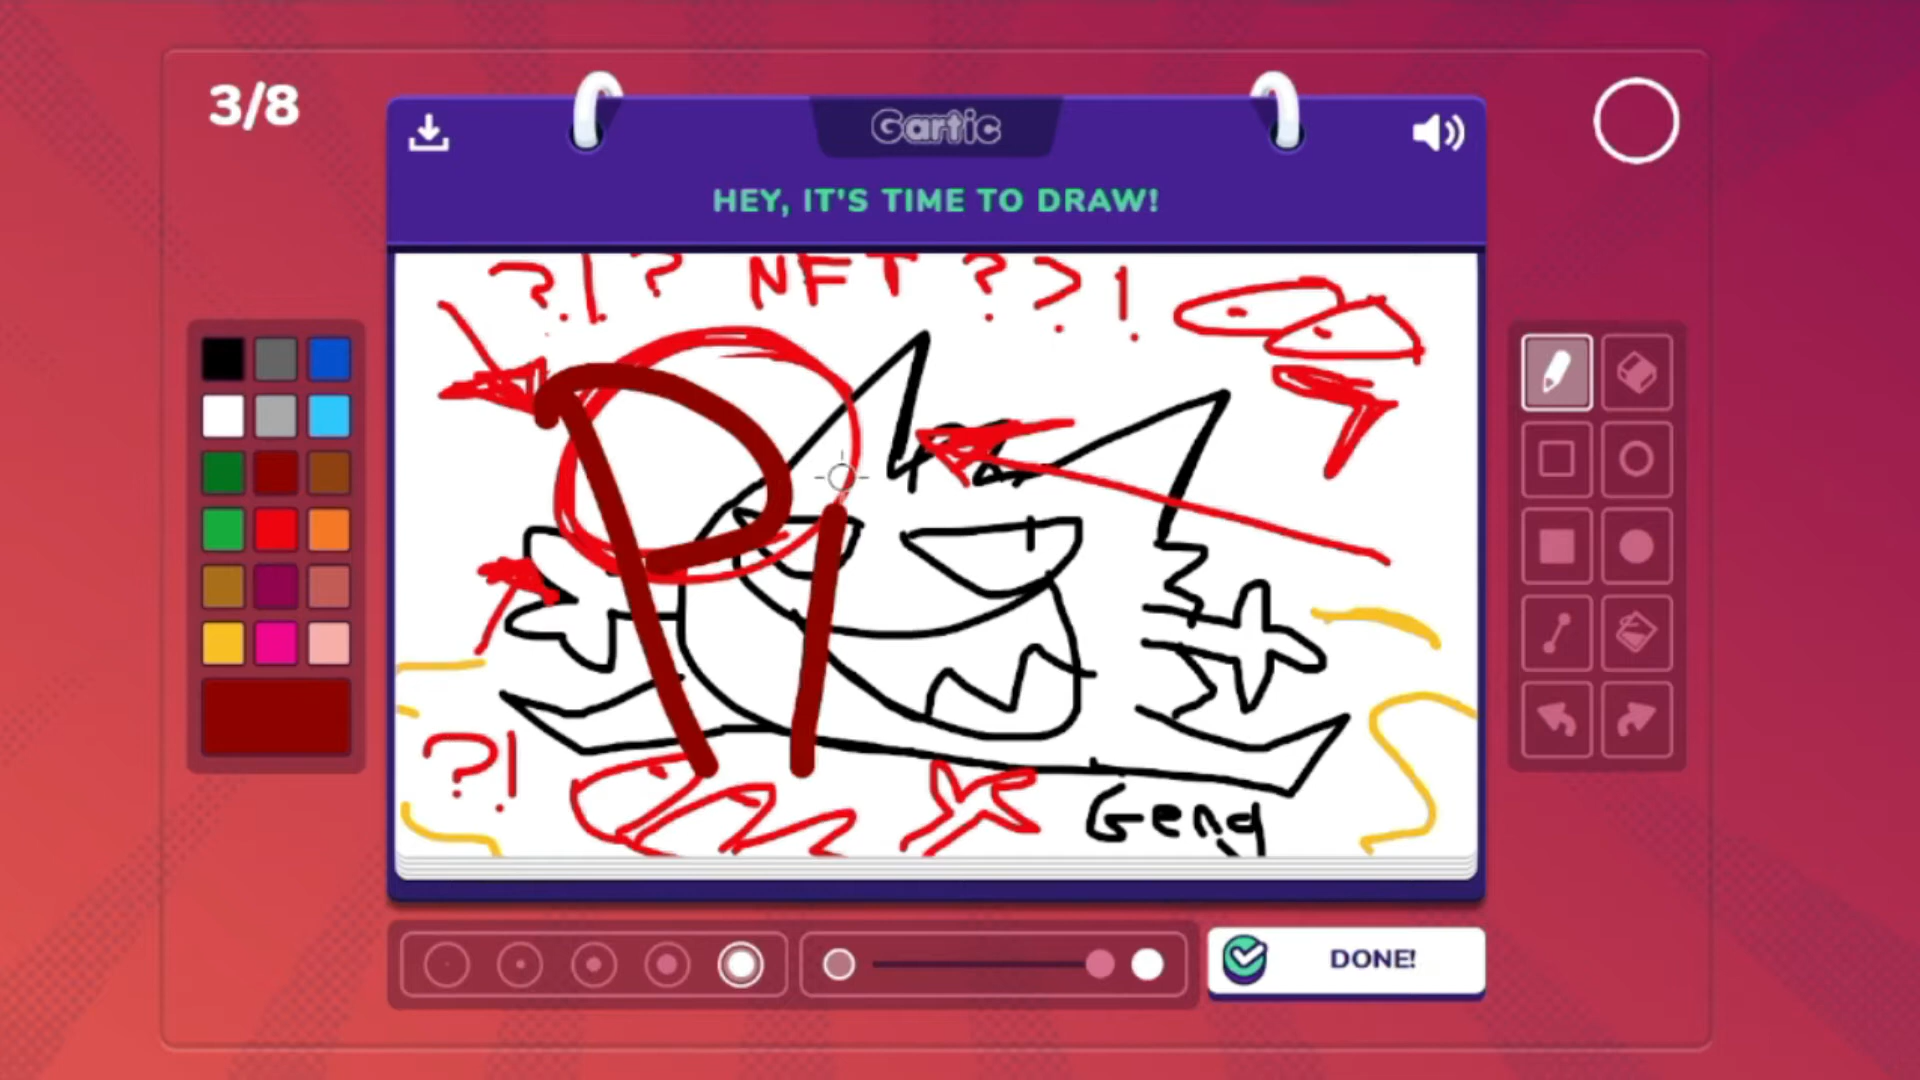 3/8
Gartic
HEY, IT'S TIME TO DRAW!
?!? NFT ??!
PI
?!
Geng
DONE!